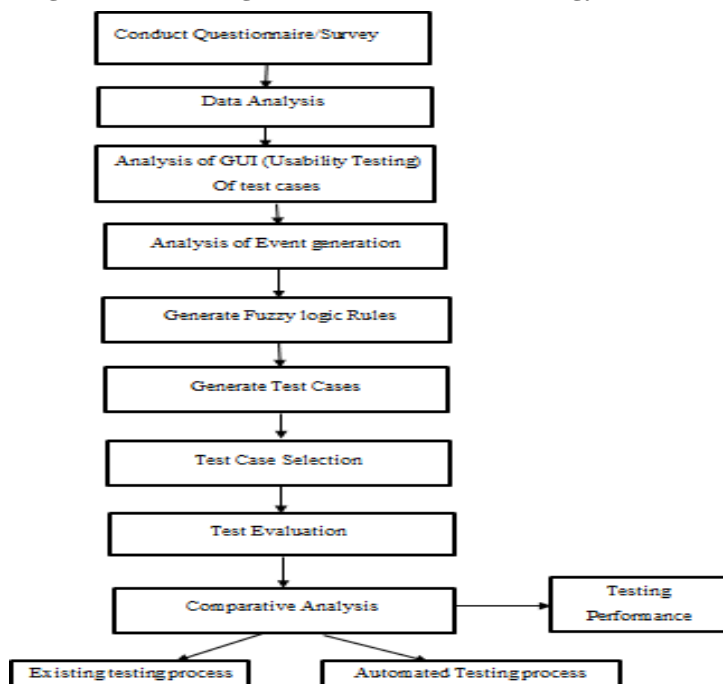 Conduct Questionnaire/Survey
Data Analysis
Analysis of GUI (Usability Testing)
Of test cases
Analysis of Event generation
Generate Fuzzy logic Rules
Generate Test Cases
Test Case Selection
Test Evaluation
Comparative Analysis
Testing
Performance
Existing testing process
Automated Testing process